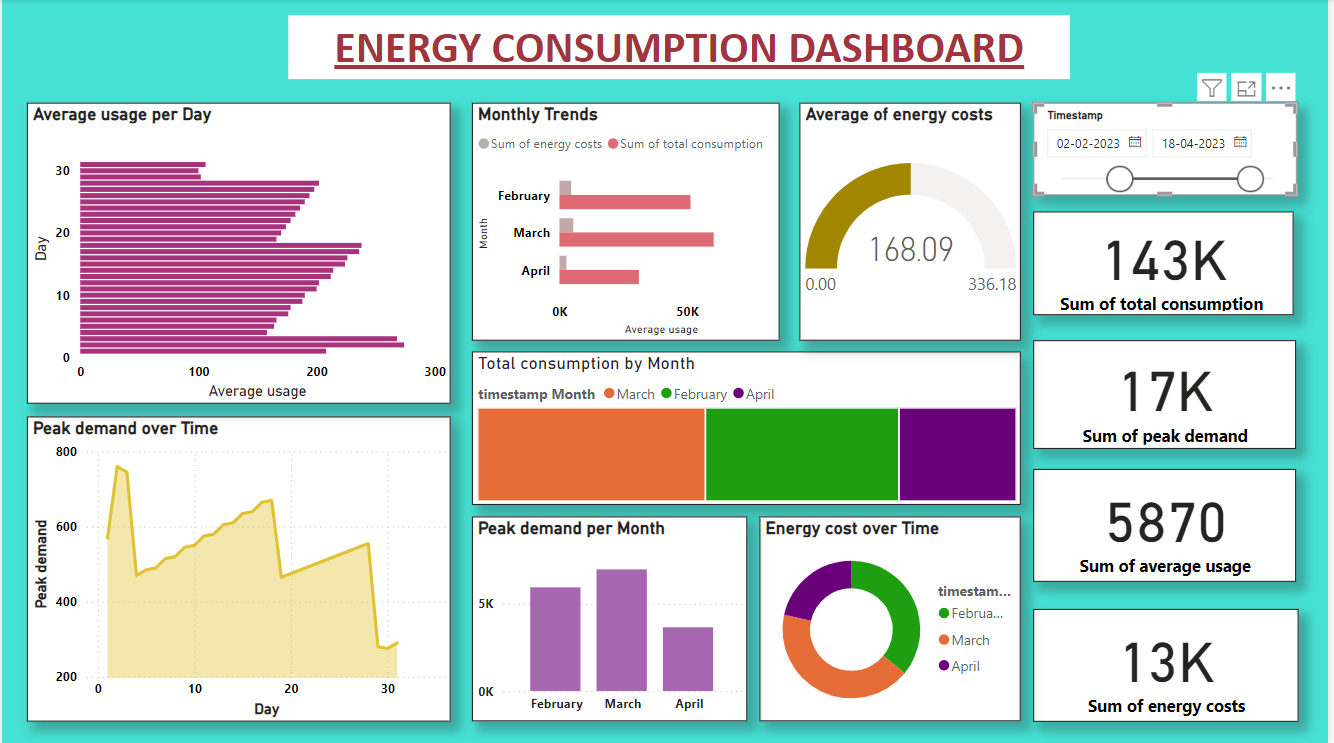 ENERGY CONSUMPTION DASHBOARD
Average usage per Day
30
20
10
0
Day
0 100 200 300
Average usage
Monthly Trends
Sum of energy costs Sum of total consumption
Month
February
March
April
0K 50K
Average usage
Average of energy costs
168.09
0.00 336.18
Timestamp
02-02-2023 18-04-2023
143K
Sum of total consumption
17K
Sum of peak demand
5870
Sum of average usage
13K
Sum of energy costs
Total consumption by Month
timestamp Month March February April
Peak demand over Time
800
600
400
200
Peak demand
0 10 20 30
Day
Peak demand per Month
5K
0K
February March April
Energy cost over Time
timestam...
Februa...
March
April